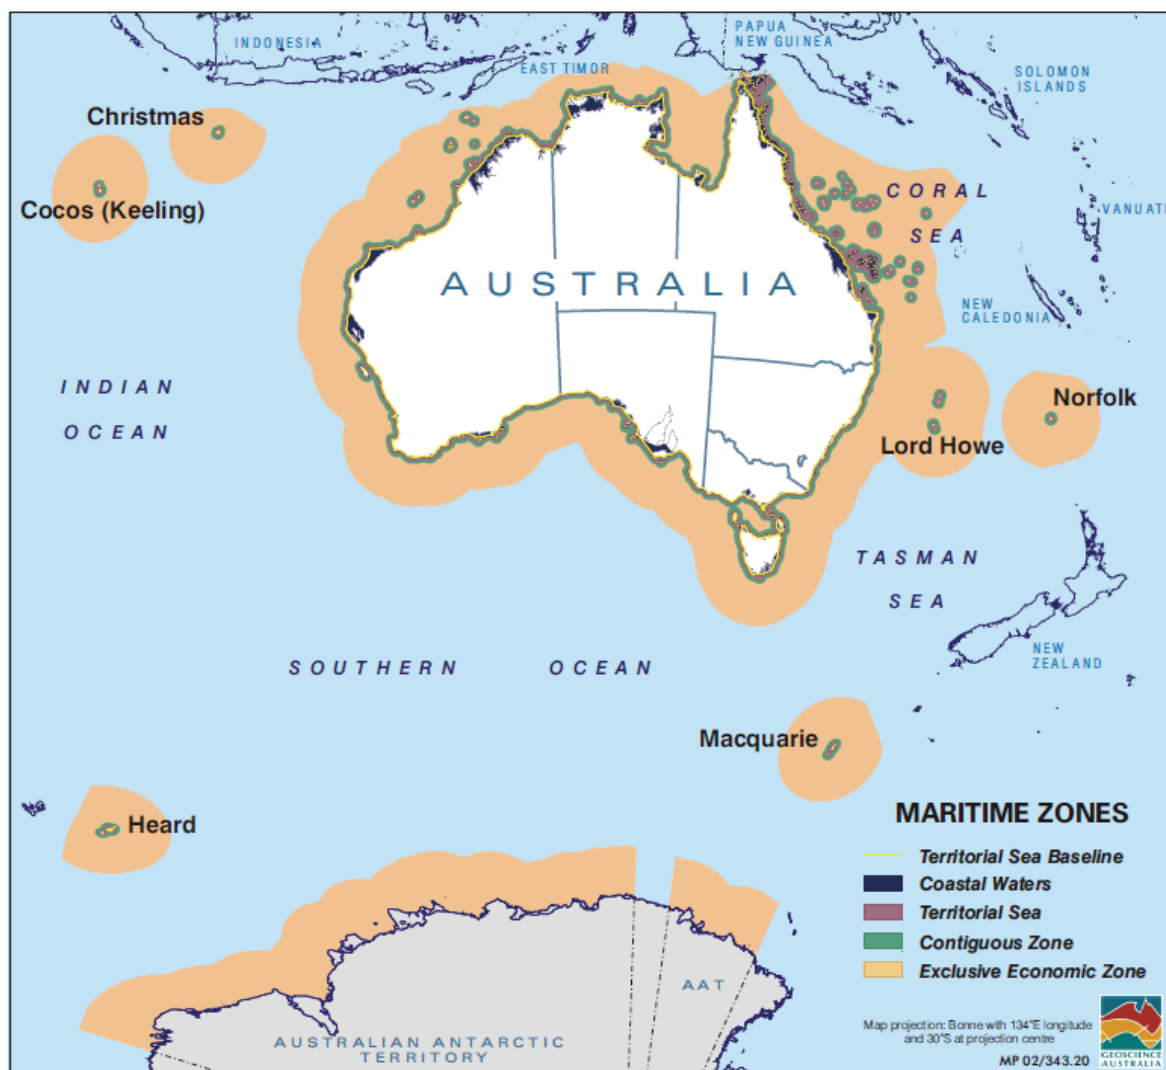 INDONESIA
PAPUA
NEW GUINEA
EAST TIMOR
SOLOMON
ISLANDS
Christmas
Cocos (Keeling)
CORAL
SEA
VANUATU
AUSTRALIA
NEW
CALEDONIA
INDIAN
OCEAN
Norfolk
Lord Howe
TASMAN
SEA
NEW
ZEALAND
SOUTHERN OCEAN
Macquarie
Heard
MARITIME ZONES
Territorial Sea Baseline
Coastal Waters
Territorial Sea
Contiguous Zone
Exclusive Economic Zone
AAT
AUSTRALIAN ANTARCTIC
TERRITORY
Map projection: Bonne with 134°E longitude
and 30°S at projection centre
MP 02/343.20
GEOSCIENCE
AUSTRALIA